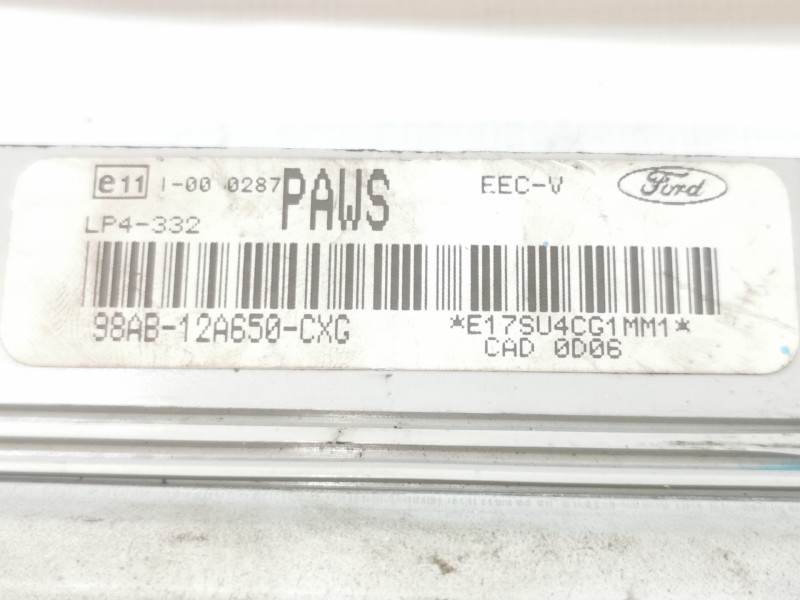 e11 I-00 0287 PAWS EEC-V Ford
LP4-332
98AB-12A650-CXG *E17SU4CG1MM1*
CAD 0D06